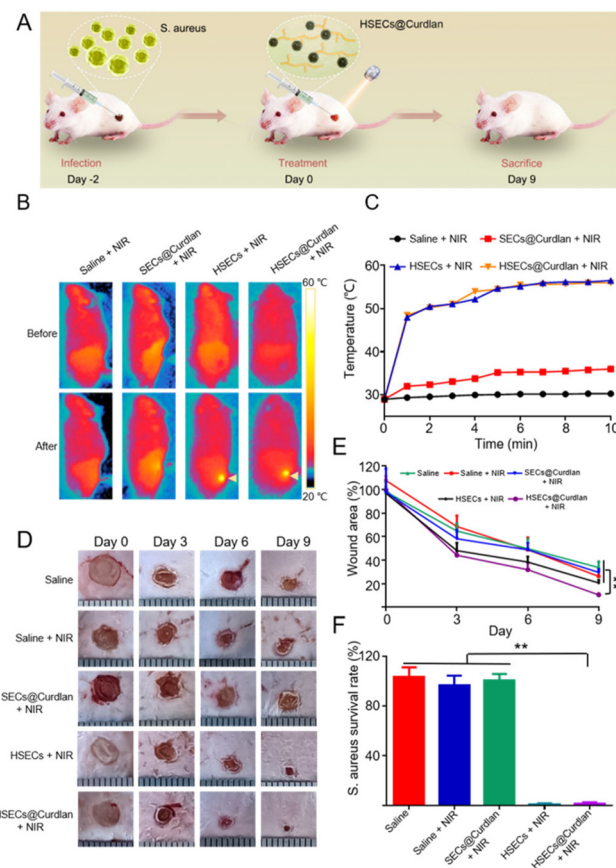 A
S. aureus
HSECs@Curdlan
Infection
Treatment
Sacrifice
Day -2
Day 0
Day 9
B
Saline + NIR
SECs@Curdlan
+ NIR
HSECs + NIR
HSECs@Curdlan
+ NIR
60 ℃
Before
After
20 ℃
C
Saline + NIR
SECs@Curdlan + NIR
HSECs + NIR
HSECs@Curdlan + NIR
Temperature (℃)
60
50
40
30
0
2
4
6
8
10
Time (min)
D
Day 0
Day 3
Day 6
Day 9
Saline
Saline + NIR
SECs@Curdlan
+ NIR
HSECs + NIR
HSECs@Curdlan
+ NIR
E
Saline
Saline + NIR
SECs@Curdlan
+ NIR
HSECs + NIR
HSECs@Curdlan
+ NIR
Wound area (%)
120
100
80
60
40
20
0
3
6
9
Day
**
F
S. aureus survival rate (%)
120
80
40
**
Saline
Saline + NIR
SECs@Curdlan
+ NIR
HSECs + NIR
HSECs@Curdlan
+ NIR